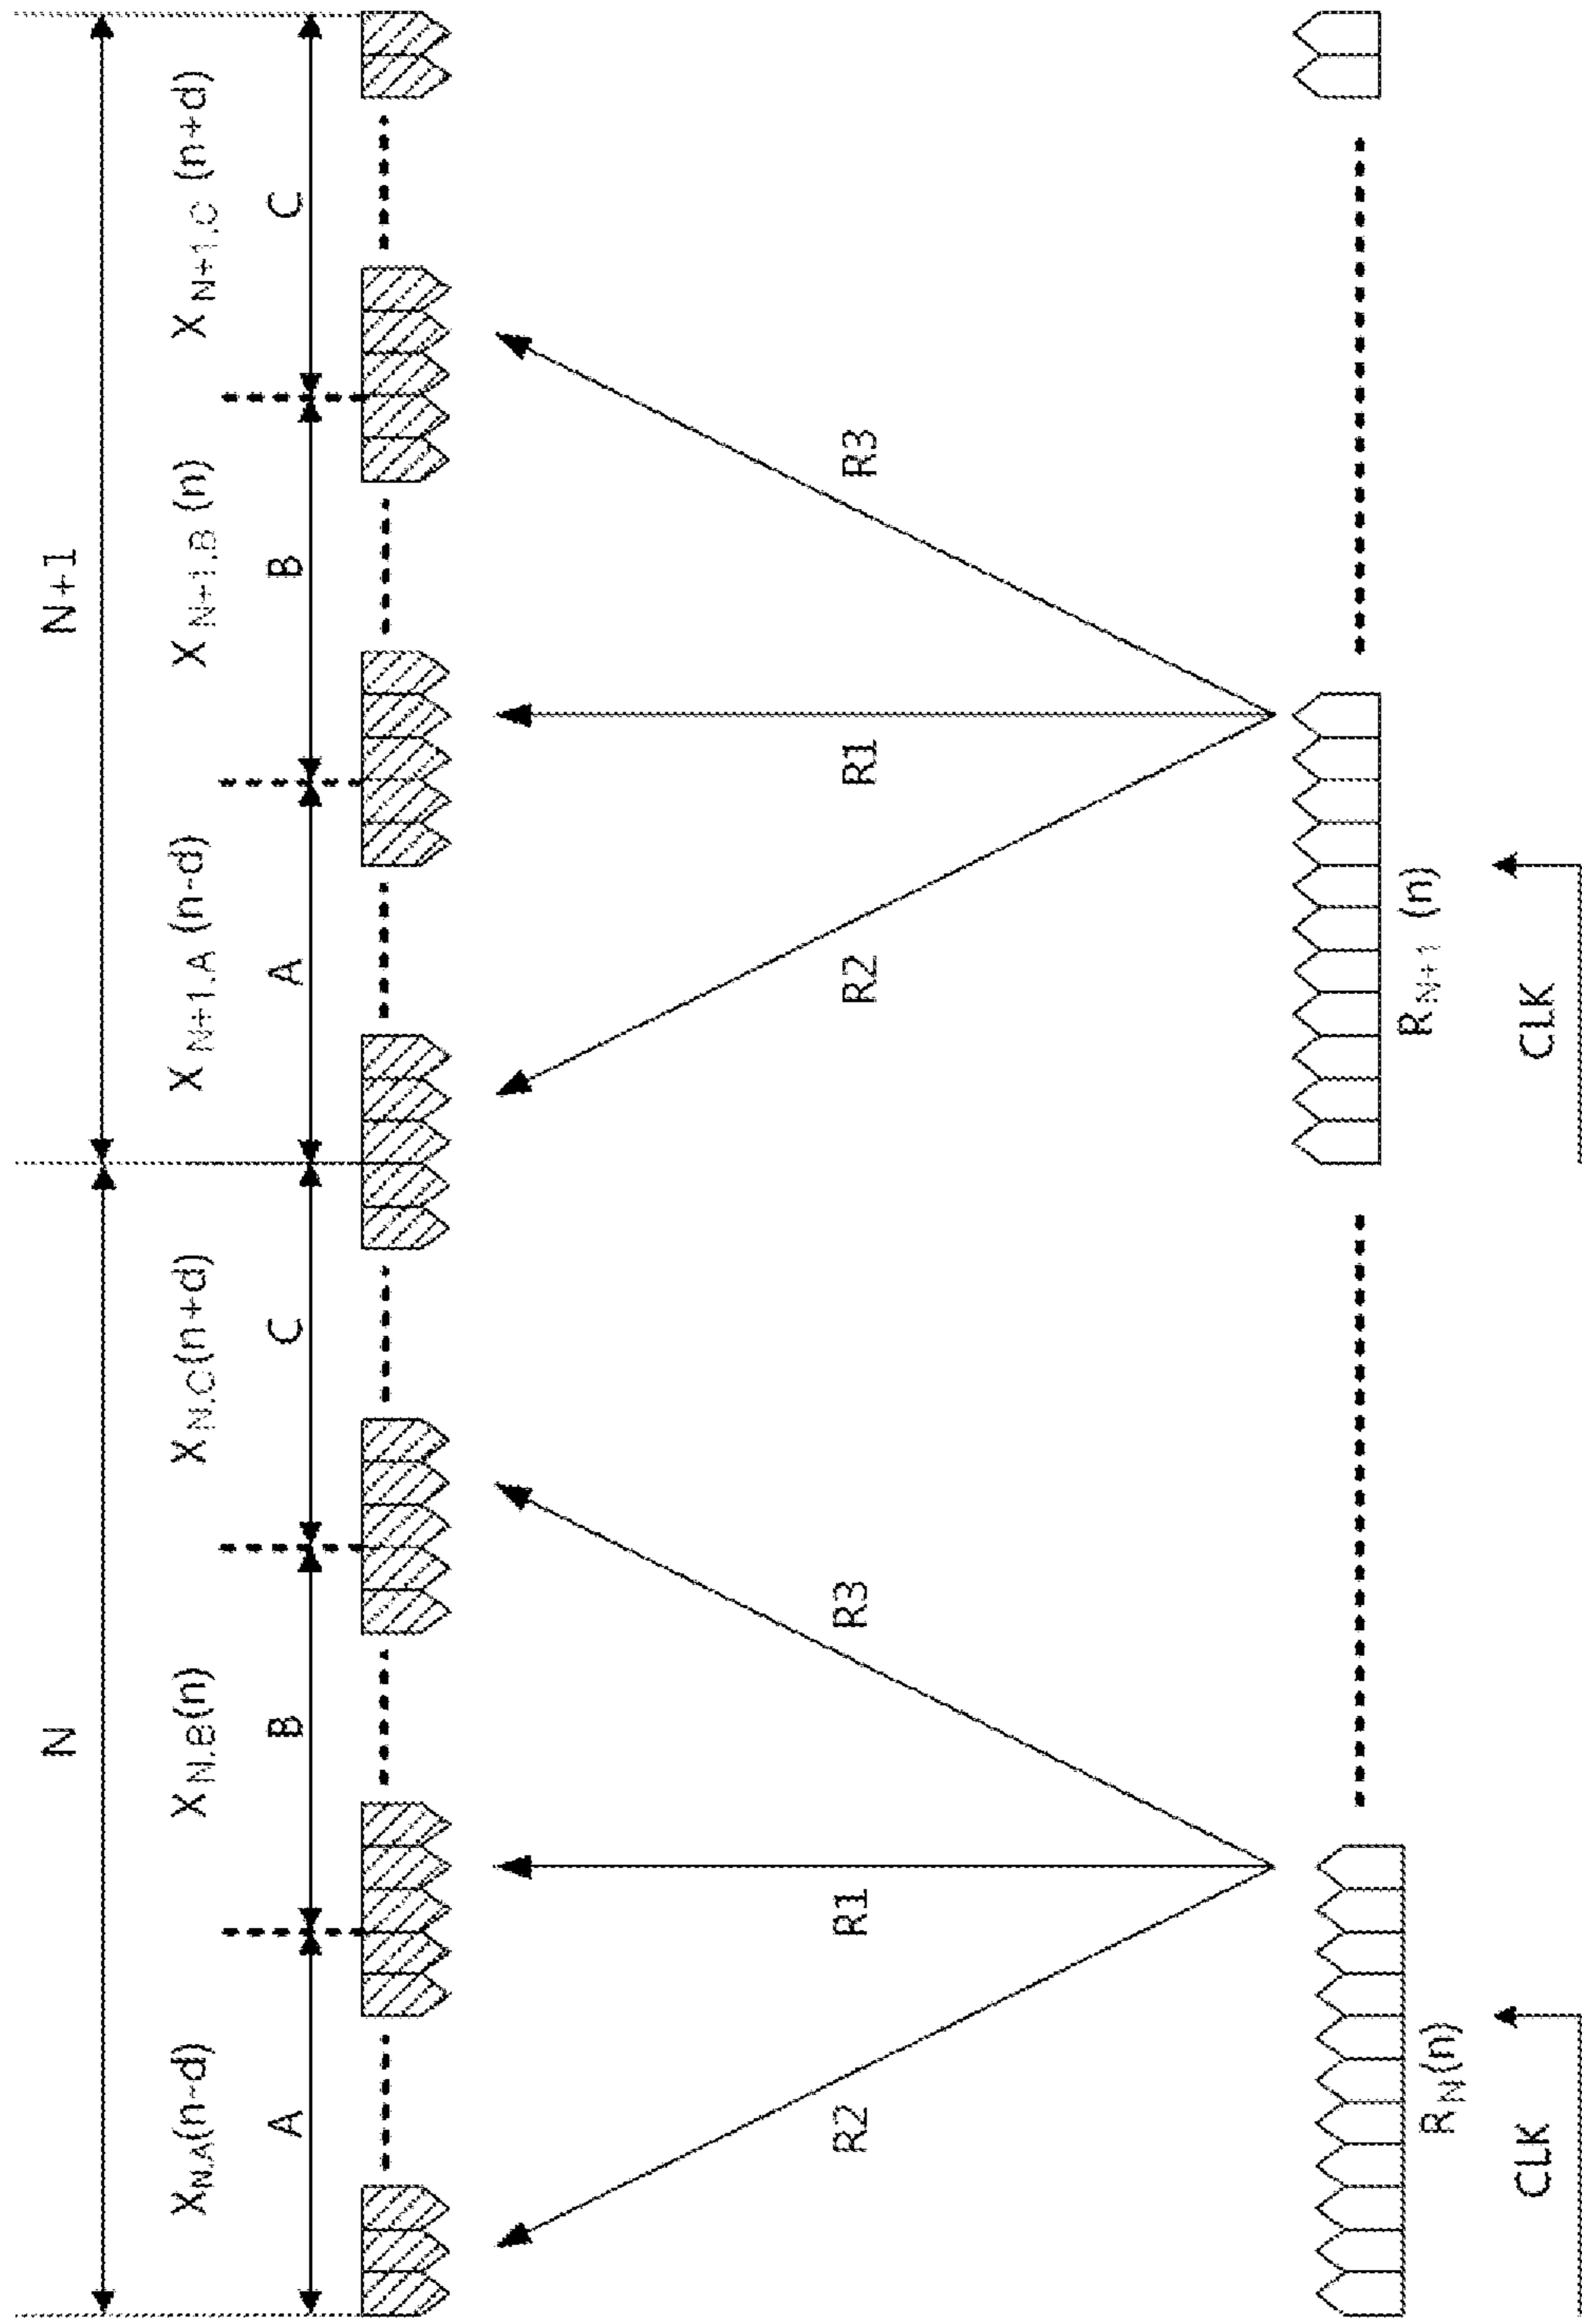 N N+1
X N,A(n-d) X N,B(n) X N,C(n+d) X N+1,A (n-d) X N+1,B (n) X N+1,C (n+d)
A B C A B C
R2 R1 R3 R2 R1 R3
R N(n) R N+1 (n)
CLK CLK